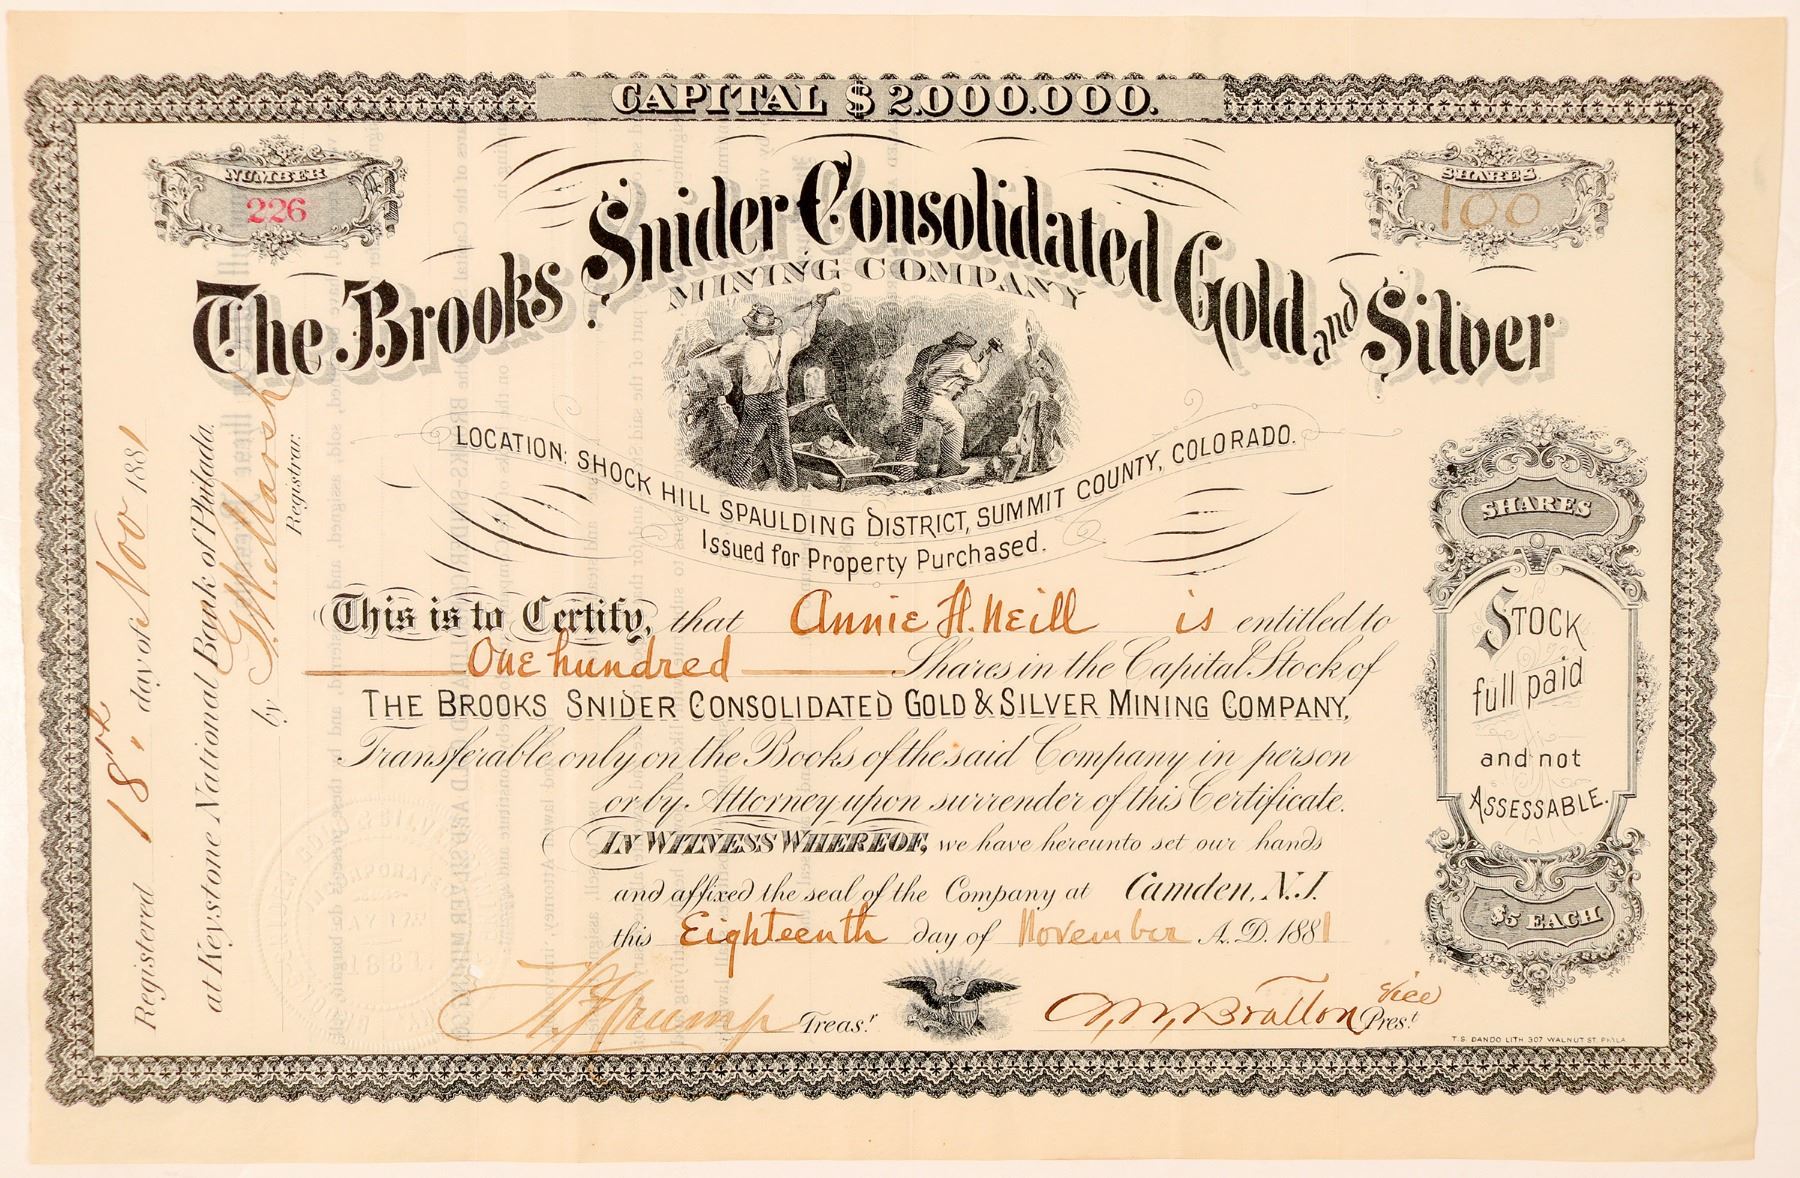 CAPITAL $2.000.000.
NUMBER
226
SHARES
100
The Brooks Snider Consolidated Gold and Silver
MINING COMPANY
LOCATION: SHOCK HILL SPAULDING DISTRICT, SUMMIT COUNTY, COLORADO.
Issued for Property Purchased.
This is to Certify, that Annie H. Neill is entitled to
One hundred Shares in the Capital Stock of
THE BROOKS SNIDER CONSOLIDATED GOLD & SILVER MINING COMPANY,
Transferable only on the Books of the said Company in person
or by Attorney upon surrender of this Certificate.
IN WITNESS WHEREOF, we have hereunto set our hands
and affixed the seal of the Company at Camden, N.J.
this Eighteenth day of November A.D. 1881
Treas.r
Vice
Pres.t
Registered 18th day of Nov 1881
at Keystone National Bank of Philada.
by Registrar.
SHARES
STOCK
full paid
and not
ASSESSABLE.
$5 EACH
T.S. DANDO LITH 307 WALNUT ST. PHILA